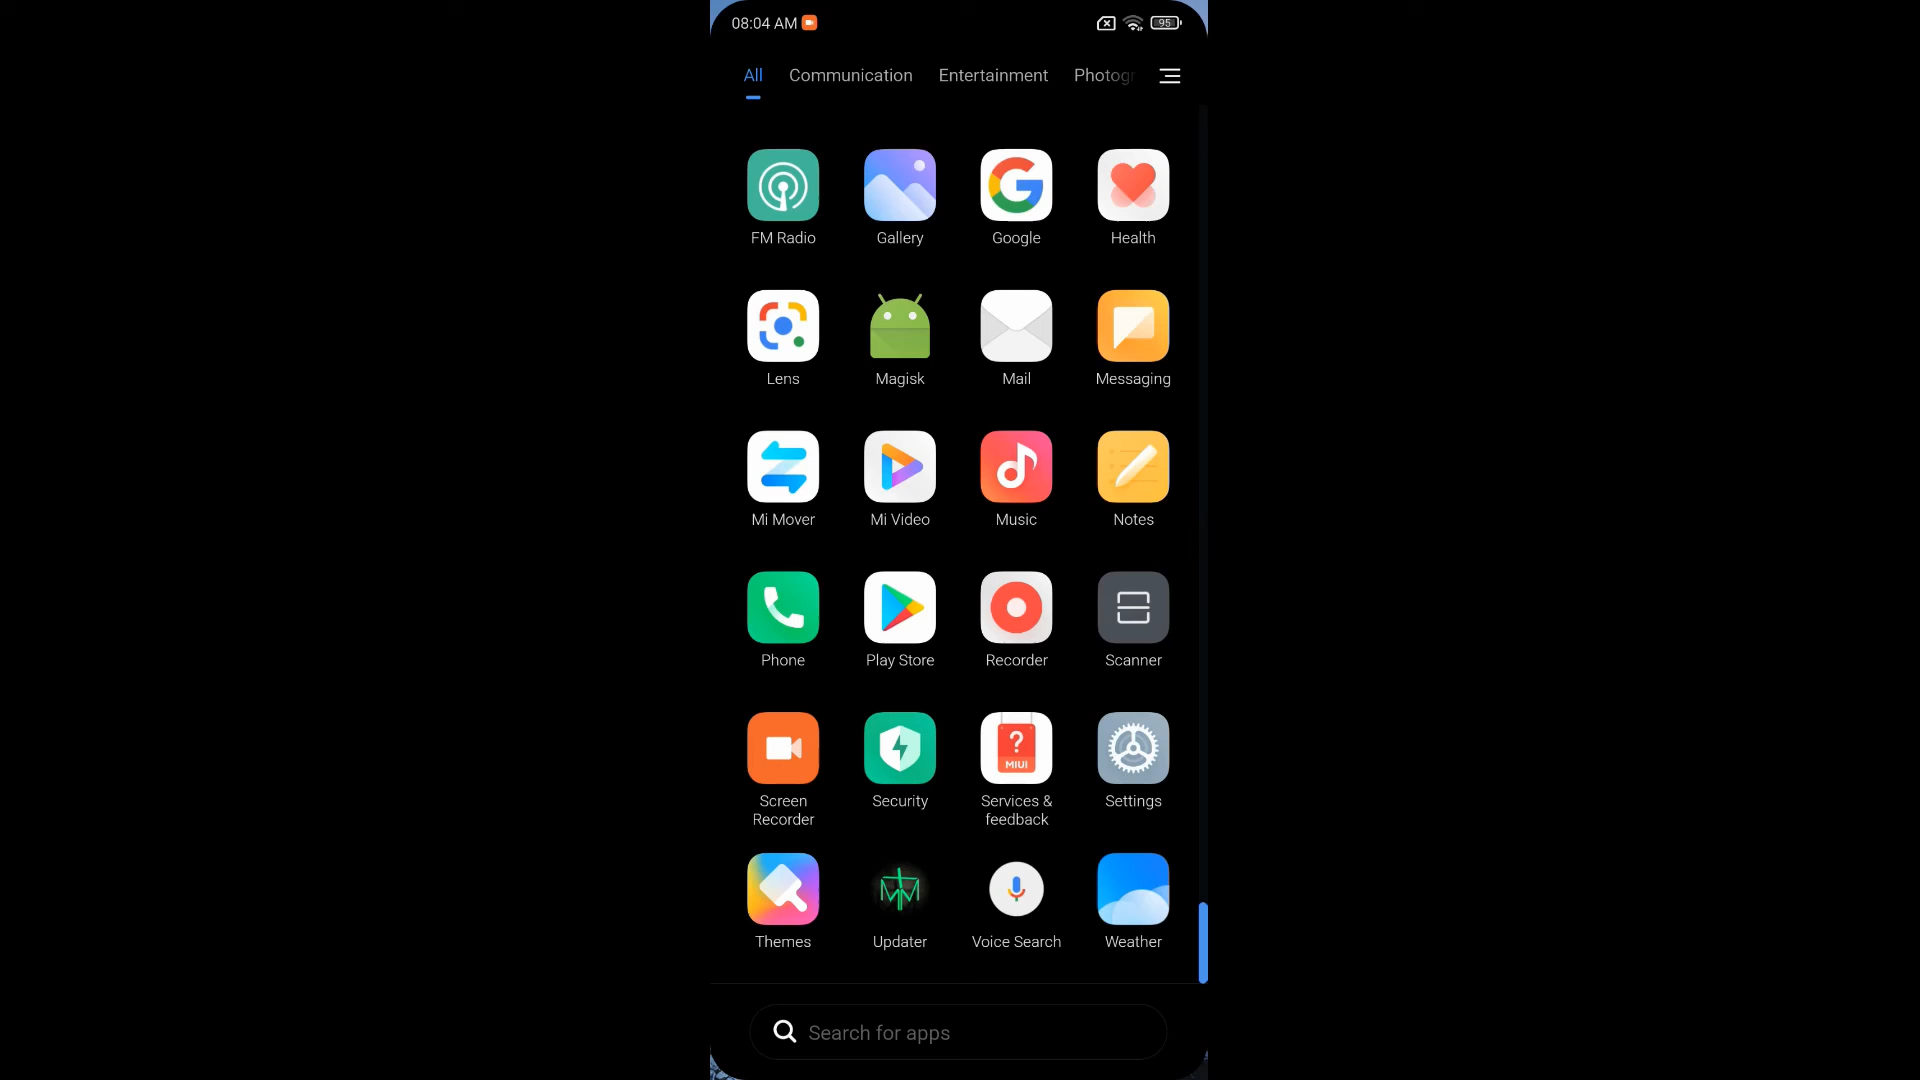 08:04 AM
95
All Communication Entertainment Photogr
FM Radio Gallery Google Health
Lens Magisk Mail Messaging
Mi Mover Mi Video Music Notes
Phone Play Store Recorder Scanner
?
MIUI
Screen Recorder Security Services & feedback Settings
Themes Updater Voice Search Weather
Search for apps